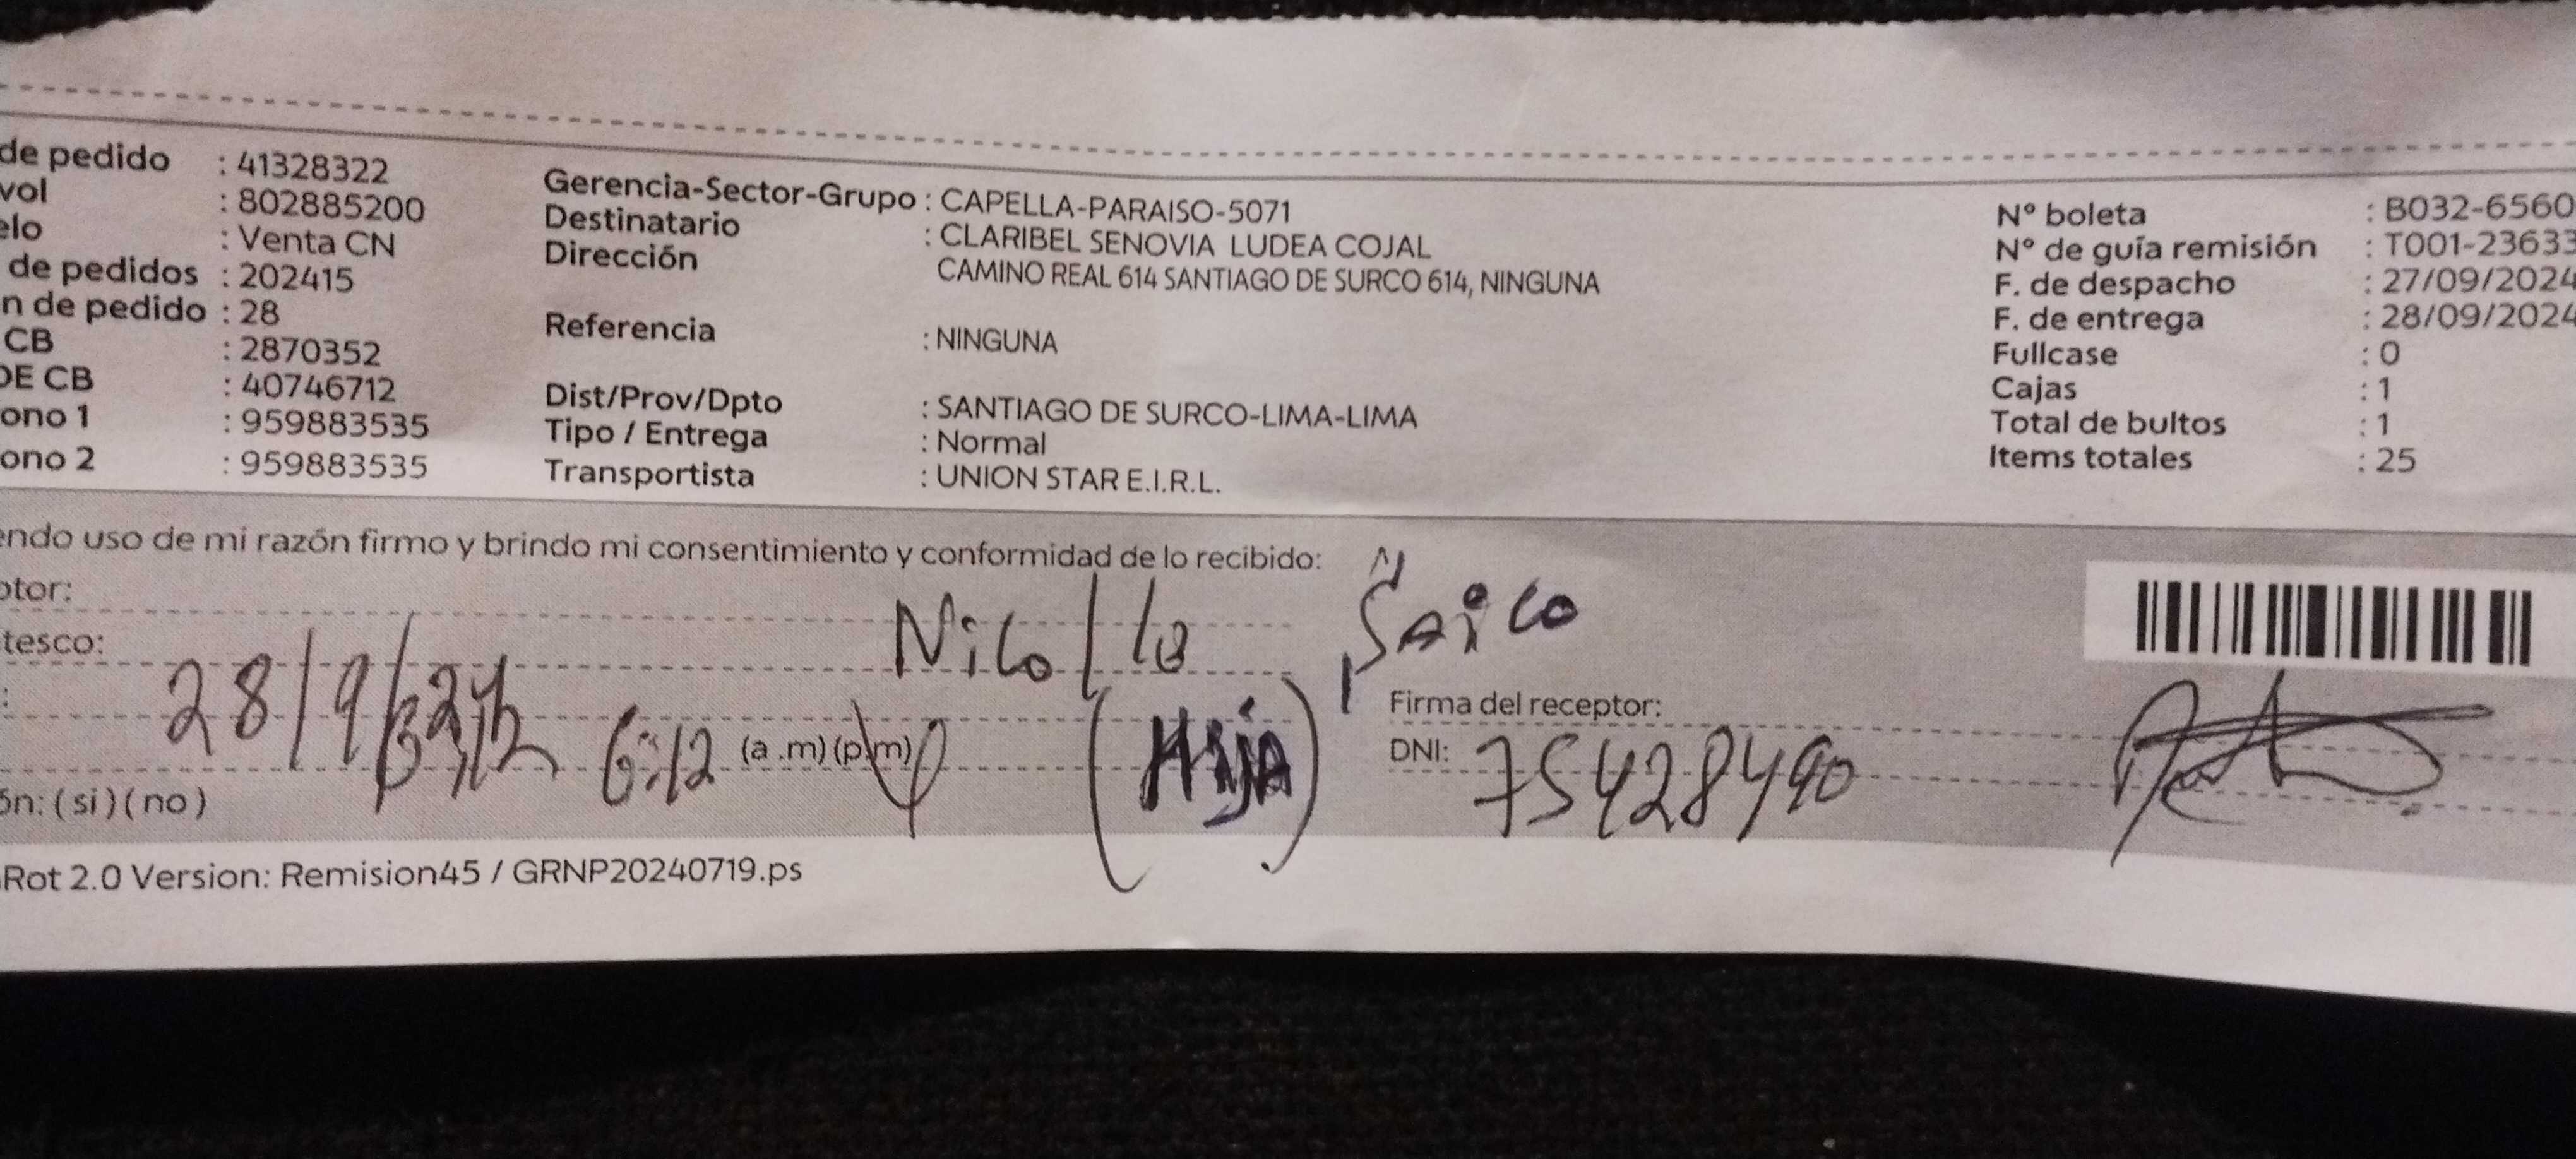 de pedido : 41328322
vol : 802885200
elo : Venta CN
de pedidos : 202415
n de pedido : 28
CB : 2870352
DE CB : 40746712
ono 1 : 959883535
ono 2 : 959883535
Gerencia-Sector-Grupo : CAPELLA-PARAISO-5071
Destinatario : CLARIBEL SENOVIA LUDEA COJAL
Dirección CAMINO REAL 614 SANTIAGO DE SURCO 614, NINGUNA
Referencia : NINGUNA
Dist/Prov/Dpto : SANTIAGO DE SURCO-LIMA-LIMA
Tipo / Entrega : Normal
Transportista : UNION STAR E.I.R.L.
N° boleta : B032-6560
N° de guía remisión : T001-23633
F. de despacho : 27/09/2024
F. de entrega : 28/09/2024
Fullcase : 0
Cajas : 1
Total de bultos : 1
Items totales : 25
endo uso de mi razón firmo y brindo mi consentimiento y conformidad de lo recibido:
ptor:
tesco:
28/9/
6:12 (a .m) (p.m)
(Hija)
Firma del receptor:
DNI: 75428490
ón: ( si ) ( no )
Rot 2.0 Version: Remision45 / GRNP20240719.ps